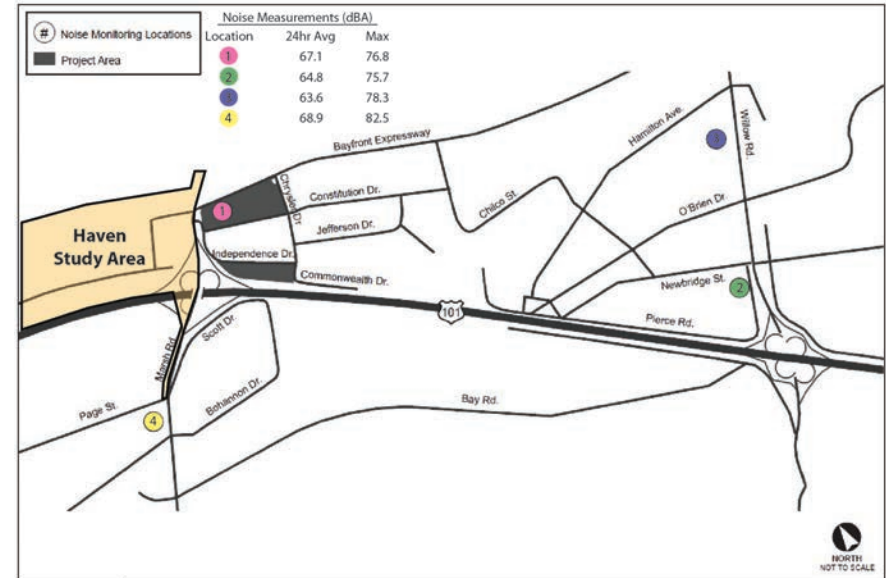 # Noise Monitoring Locations
Project Area
Noise Measurements (dBA)
Location 24hr Avg Max
1 67.1 76.8
2 64.8 75.7
3 63.6 78.3
4 68.9 82.5
Bayfront Expressway
Hamilton Ave.
Willow Rd.
3
Chrysler Dr
Constitution Dr.
Chilco St
1
Jefferson Dr.
O'Brien Dr.
Haven
Study Area
Independence Dr.
Commonwealth Dr.
Newbridge St.
2
101
Pierce Rd.
Scott Dr.
Marsh Rd.
Bohannon Dr.
Page St.
4
Bay Rd.
NORTH
NOT TO SCALE